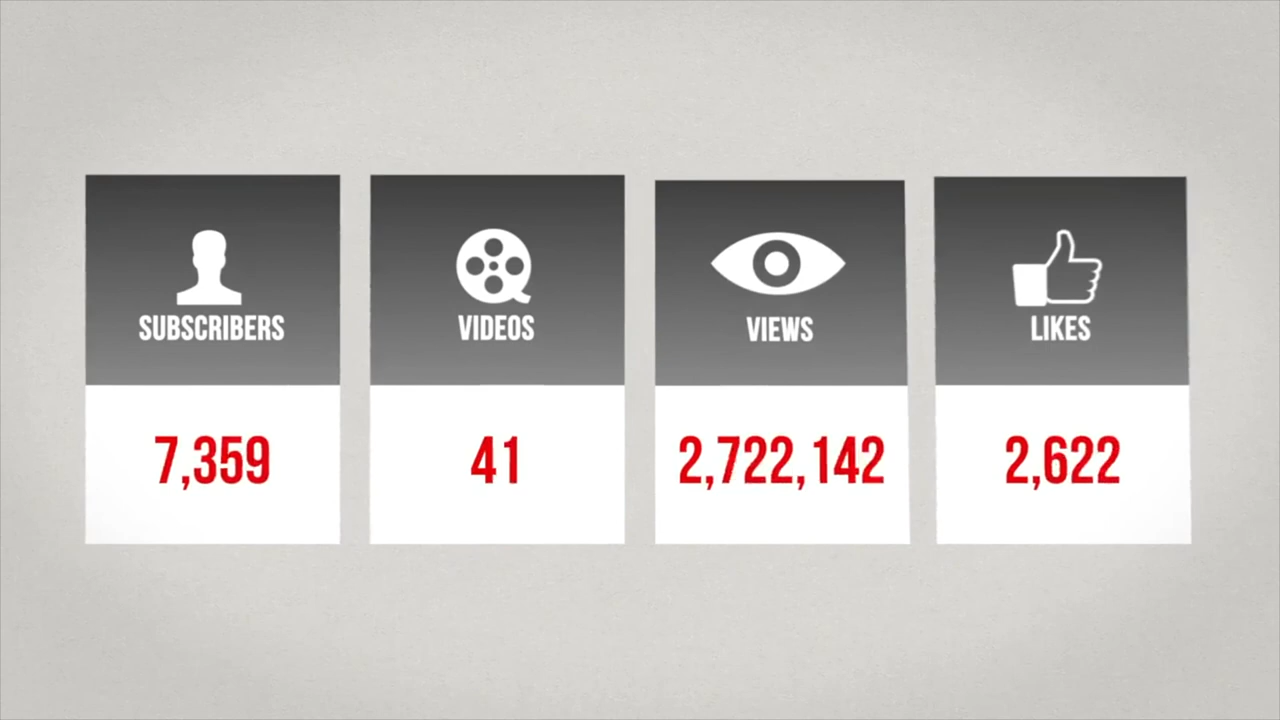 SUBSCRIBERS
7,359
VIDEOS
41
VIEWS
2,722,142
LIKES
2,622